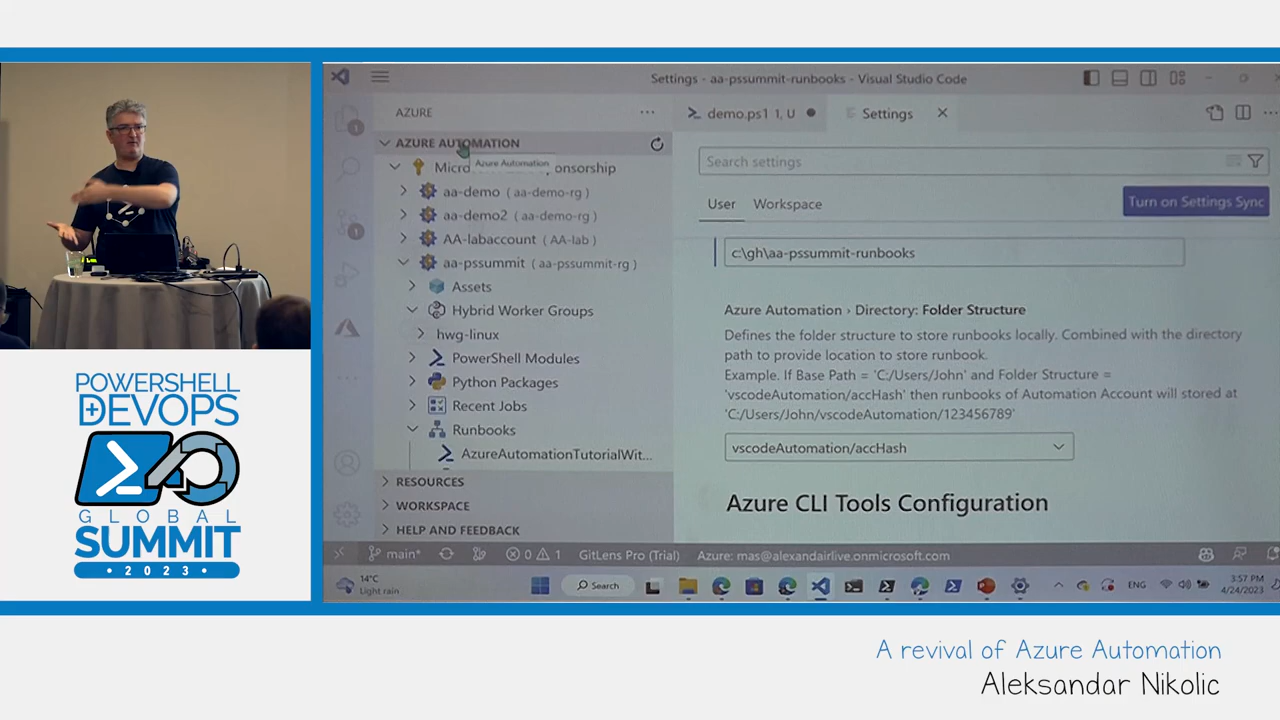 Settings - aa-pssummit-runbooks - Visual Studio Code
AZURE
demo.ps1 1, U
Settings
AZURE AUTOMATION
Azure Automation
Micro
onsorship
aa-demo (aa-demo-rg)
aa-demo2 (aa-demo-rg)
AA-labaccount (AA-lab)
aa-pssummit (aa-pssummit-rg)
Assets
Hybrid Worker Groups
hwg-linux
PowerShell Modules
Python Packages
Recent Jobs
Runbooks
AzureAutomationTutorialWit...
RESOURCES
WORKSPACE
HELP AND FEEDBACK
Search settings
User
Workspace
Turn on Settings Sync
c:\gh\aa-pssummit-runbooks
Azure Automation › Directory: Folder Structure
Defines the folder structure to store runbooks locally. Combined with the directory
path to provide location to store runbook.
Example. If Base Path = 'C:/Users/John' and Folder Structure =
'vscodeAutomation/accHash' then runbooks of Automation Account will stored at
'C:/Users/John/vscodeAutomation/123456789'
vscodeAutomation/accHash
Azure CLI Tools Configuration
main*
0
1
GitLens Pro (Trial)
Azure: mas@alexandairlive.onmicrosoft.com
14°C
Light rain
Search
ENG
3:57 PM
4/24/2023
POWERSHELL
+DEVOPS
GLOBAL
SUMMIT
2023
A revival of Azure Automation
Aleksandar Nikolic